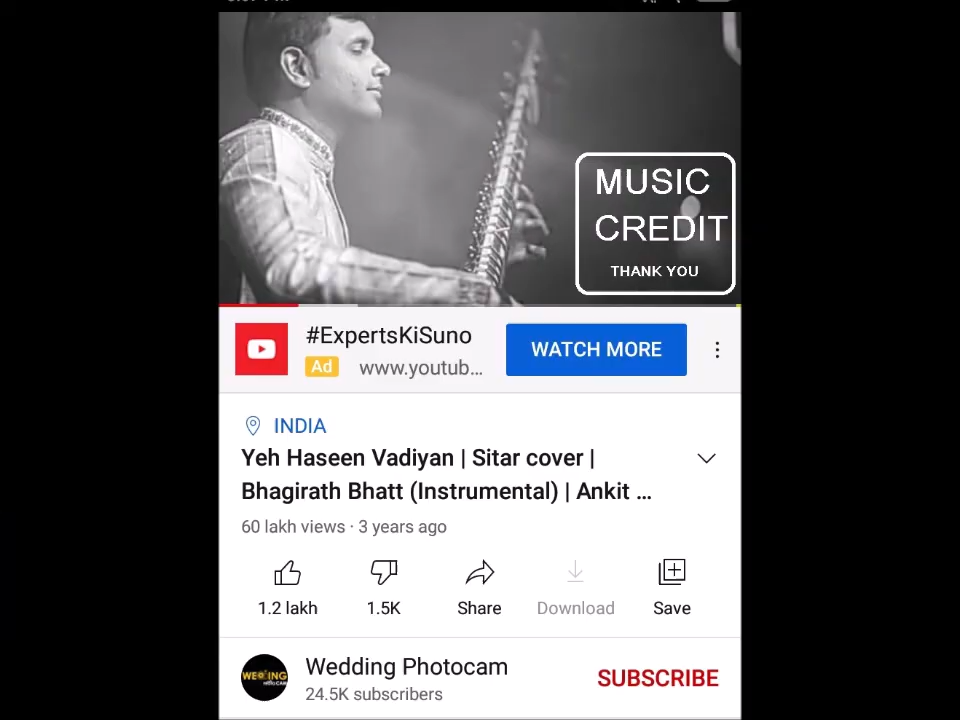 MUSIC
CREDIT
THANK YOU
#ExpertsKiSuno
WATCH MORE
Ad www.youtub...
INDIA
Yeh Haseen Vadiyan | Sitar cover |
Bhagirath Bhatt (Instrumental) | Ankit ...
60 lakh views · 3 years ago
1.2 lakh 1.5K Share Download Save
Wedding Photocam
24.5K subscribers
SUBSCRIBE